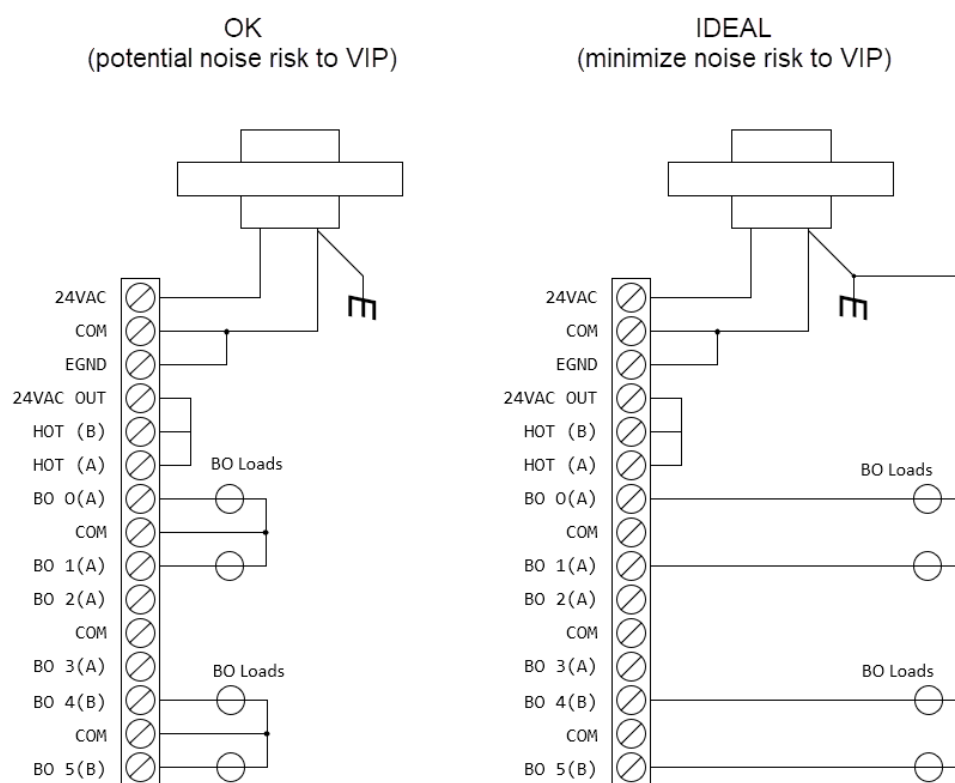 OK
(potential noise risk to VIP)
24VAC
COM
EGND
24VAC OUT
HOT (B)
HOT (A)
BO Loads
BO 0(A)
COM
BO 1(A)
BO 2(A)
COM
BO 3(A)
BO Loads
BO 4(B)
COM
BO 5(B)
IDEAL
(minimize noise risk to VIP)
24VAC
COM
EGND
24VAC OUT
HOT (B)
HOT (A)
BO Loads
BO 0(A)
COM
BO 1(A)
BO 2(A)
COM
BO 3(A)
BO Loads
BO 4(B)
COM
BO 5(B)